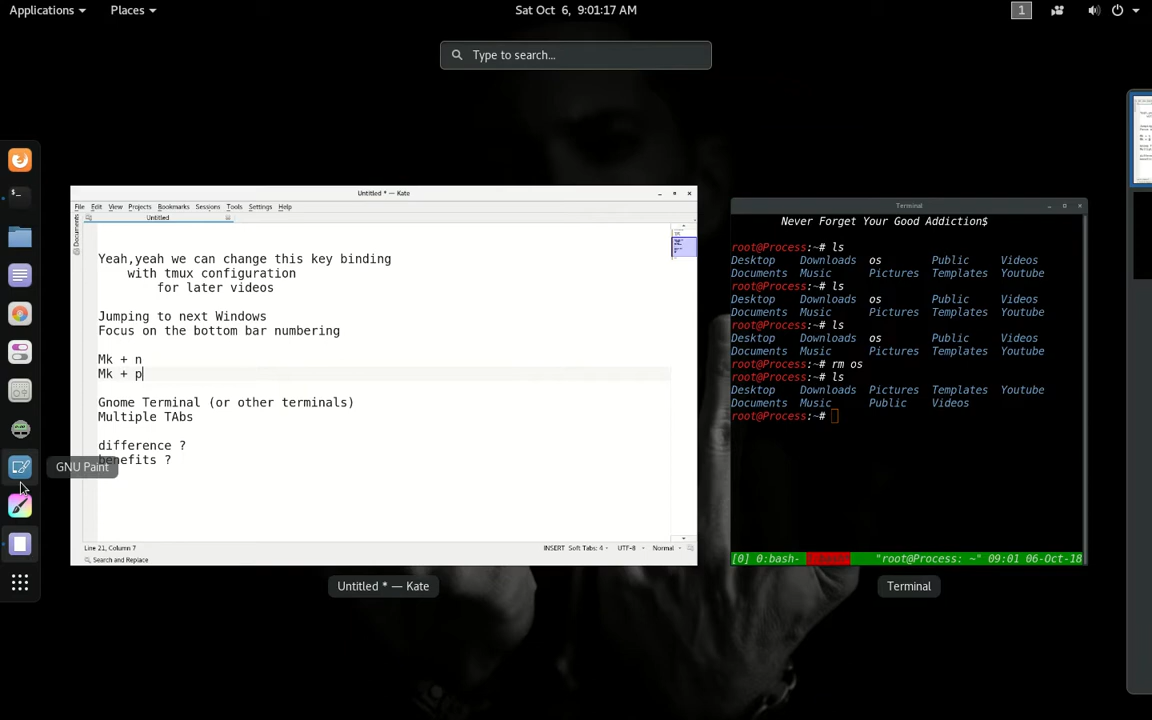 Applications Places Sat Oct 6, 9:01:17 AM 1
Type to search...
Untitled * — Kate
File Edit View Projects Bookmarks Sessions Tools Settings Help
Untitled
Documents
Yeah,yeah we can change this key binding
with tmux configuration
for later videos
Jumping to next Windows
Focus on the bottom bar numbering
Mk + n
Mk + p
Gnome Terminal (or other terminals)
Multiple TAbs
difference ?
benefits ?
Line 21, Column 7 INSERT Soft Tabs: 4 UTF-8 Normal
Search and Replace
Untitled * — Kate
GNU Paint
Terminal
Never Forget Your Good Addiction$
root@Process:~# ls
Desktop Downloads os Public Videos
Documents Music Pictures Templates Youtube
root@Process:~# ls
Desktop Downloads os Public Videos
Documents Music Pictures Templates Youtube
root@Process:~# ls
Desktop Downloads os Public Videos
Documents Music Pictures Templates Youtube
root@Process:~# rm os
root@Process:~# ls
Desktop Downloads Pictures Templates Youtube
Documents Music Public Videos
root@Process:~#
[0] 0:bash- "root@Process: ~" 09:01 06-Oct-18
Terminal